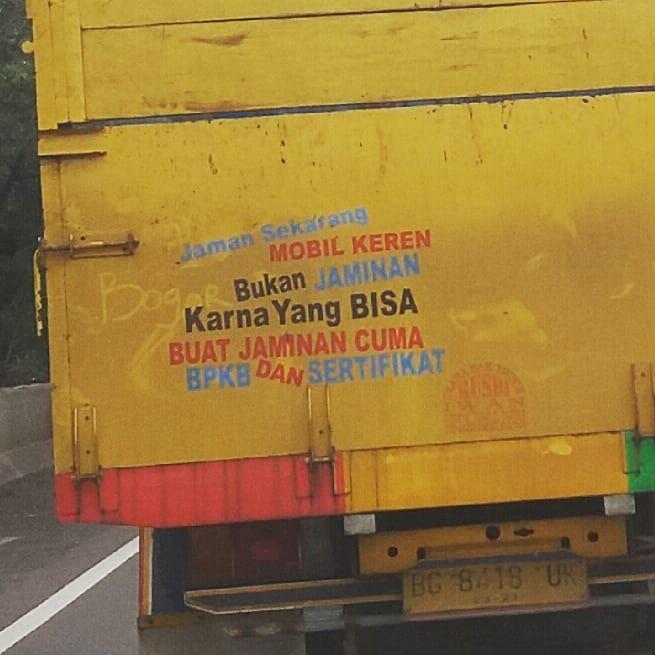 Jaman Sekarang
MOBIL KEREN
Bukan JAMINAN
Karna Yang BISA
BUAT JAMINAN CUMA
BPKB DAN SERTIFIKAT
Bogor
RUSDI
BG 8418 UK